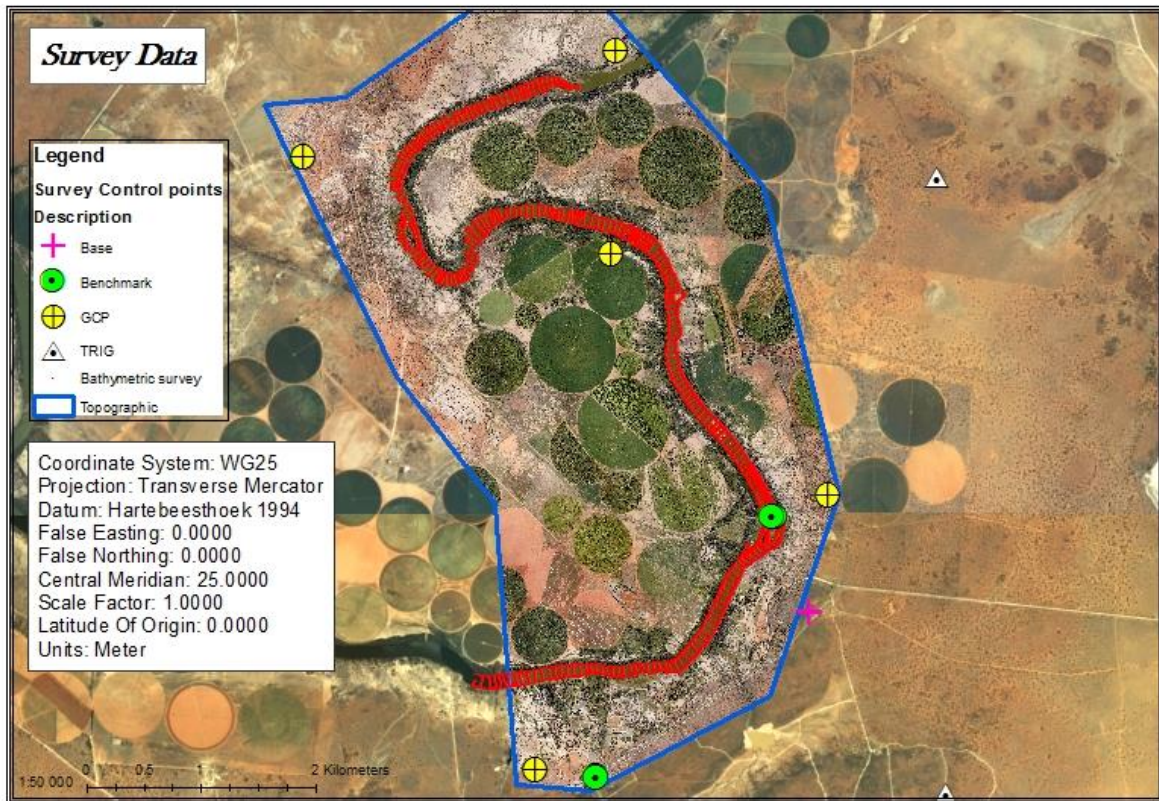 Survey Data
Legend
Survey Control points
Description
Base
Benchmark
GCP
TRIG
Bathymetric survey
Topographic
Coordinate System: WG25
Projection: Transverse Mercator
Datum: Hartebeesthoek 1994
False Easting: 0.0000
False Northing: 0.0000
Central Meridian: 25.0000
Scale Factor: 1.0000
Latitude Of Origin: 0.0000
Units: Meter
0 0.5 1 2 Kilometers
1:50 000